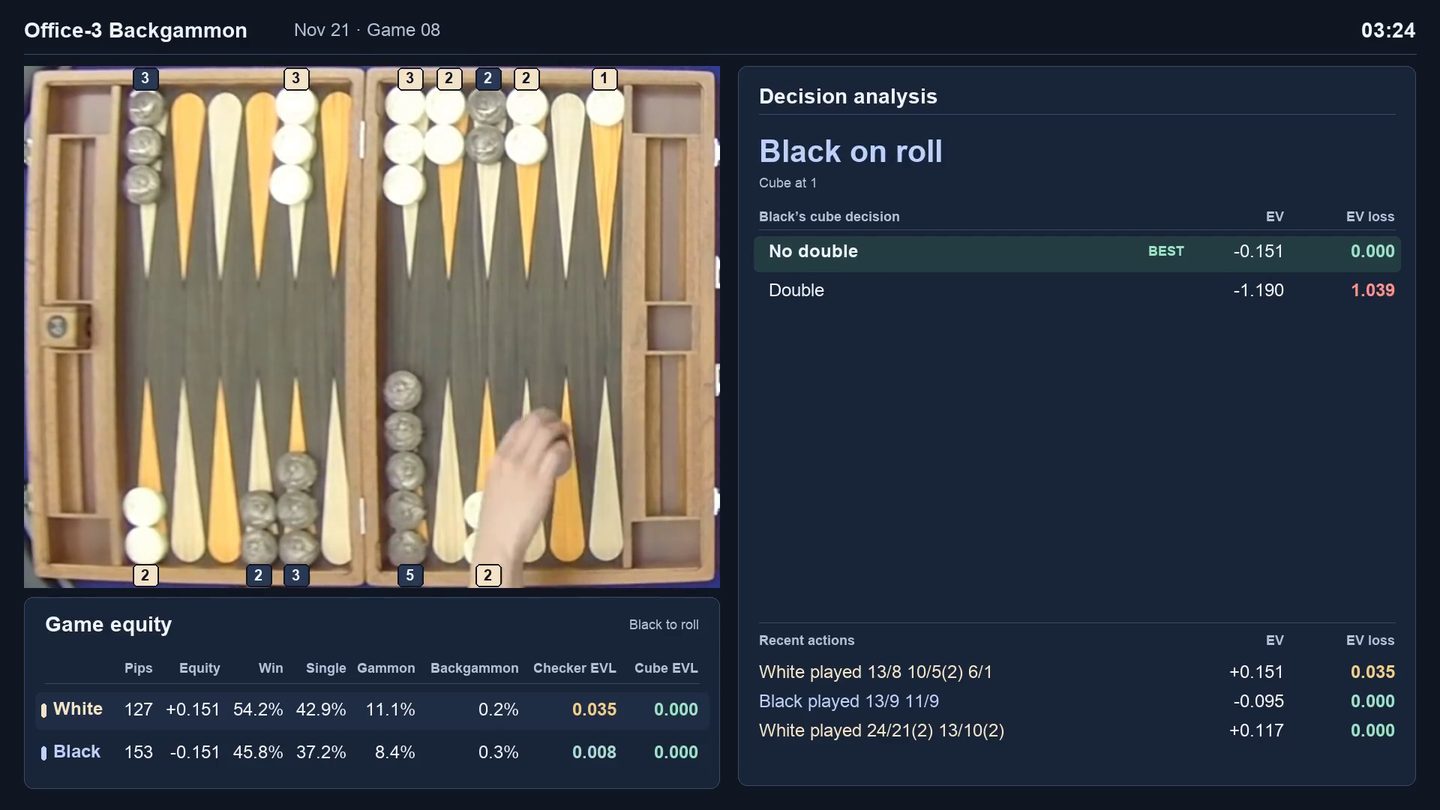 Office-3 Backgammon Nov 21 · Game 08 03:24
3 3 3 2 2 2 1
2 2 3 5 2
Game equity Black to roll
Pips Equity Win Single Gammon Backgammon Checker EVL Cube EVL
White 127 +0.151 54.2% 42.9% 11.1% 0.2% 0.035 0.000
Black 153 -0.151 45.8% 37.2% 8.4% 0.3% 0.008 0.000
Decision analysis
Black on roll
Cube at 1
Black's cube decision EV EV loss
No double BEST -0.151 0.000
Double -1.190 1.039
Recent actions EV EV loss
White played 13/8 10/5(2) 6/1 +0.151 0.035
Black played 13/9 11/9 -0.095 0.000
White played 24/21(2) 13/10(2) +0.117 0.000